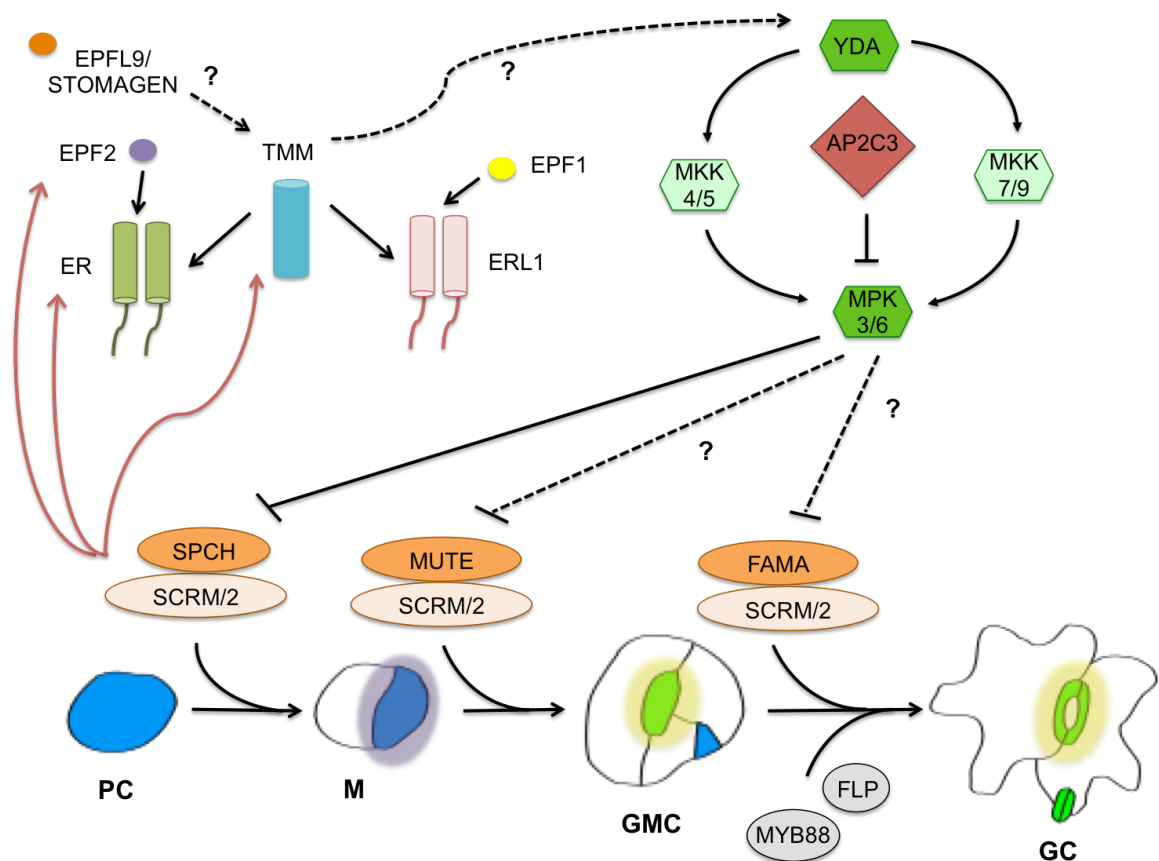 EPFL9/
STOMAGEN
?
?
YDA
EPF2
TMM
EPF1
AP2C3
MKK
4/5
MKK
7/9
ER
ERL1
MPK
3/6
?
?
SPCH
SCRM/2
MUTE
SCRM/2
FAMA
SCRM/2
PC
M
GMC
FLP
MYB88
GC